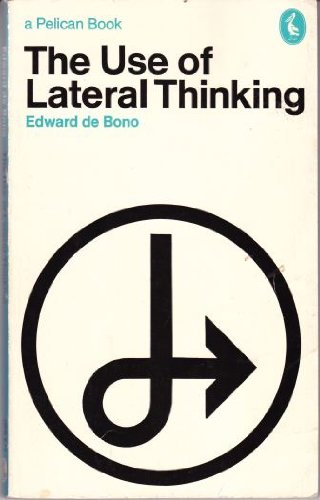 a Pelican Book
The Use of
Lateral Thinking
Edward de Bono